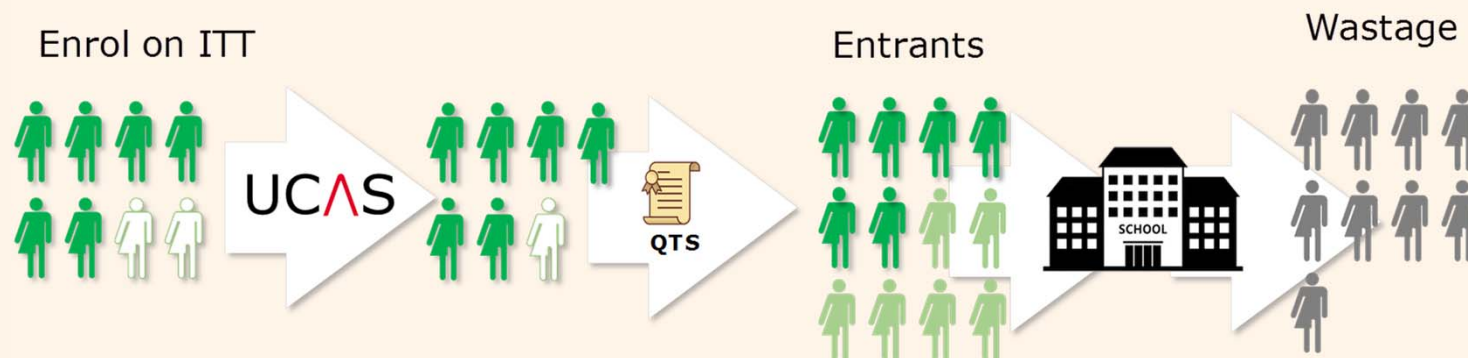 Enrol on ITT
UCAS
QTS
Entrants
SCHOOL
Wastage